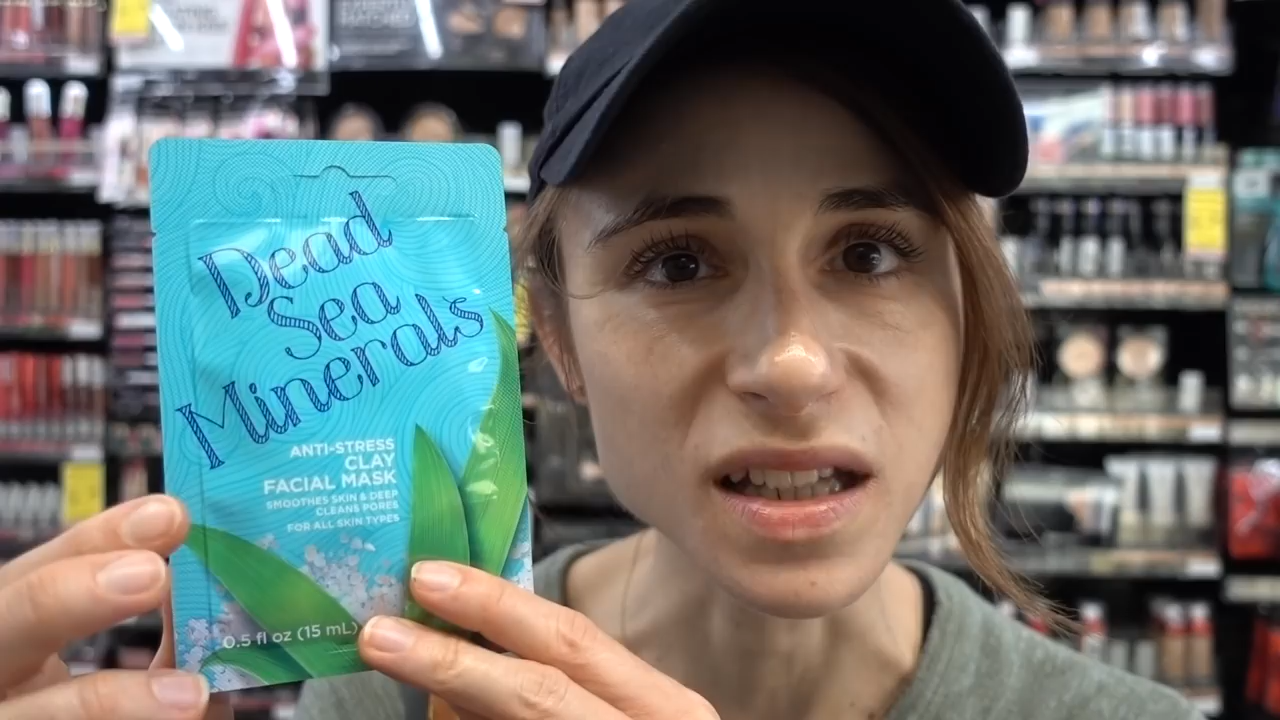 Dead
Sea
Minerals
ANTI-STRESS
CLAY
FACIAL MASK
SMOOTHES SKIN & DEEP
CLEANS PORES
FOR ALL SKIN TYPES
0.5 fl oz (15 mL)